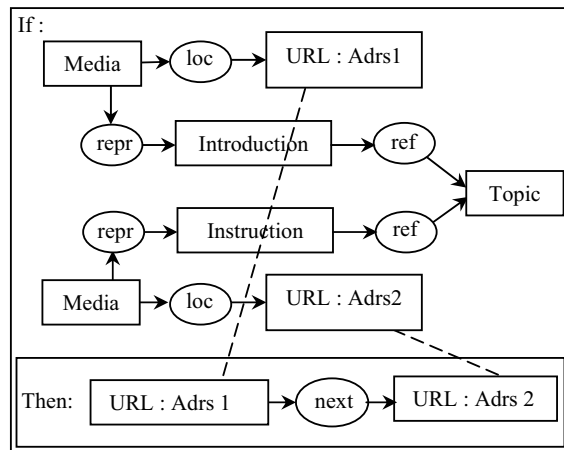 If :
Media
loc
URL : Adrs1
repr
Introduction
ref
Topic
repr
Instruction
ref
Media
loc
URL : Adrs2
Then:
URL : Adrs 1
next
URL : Adrs 2